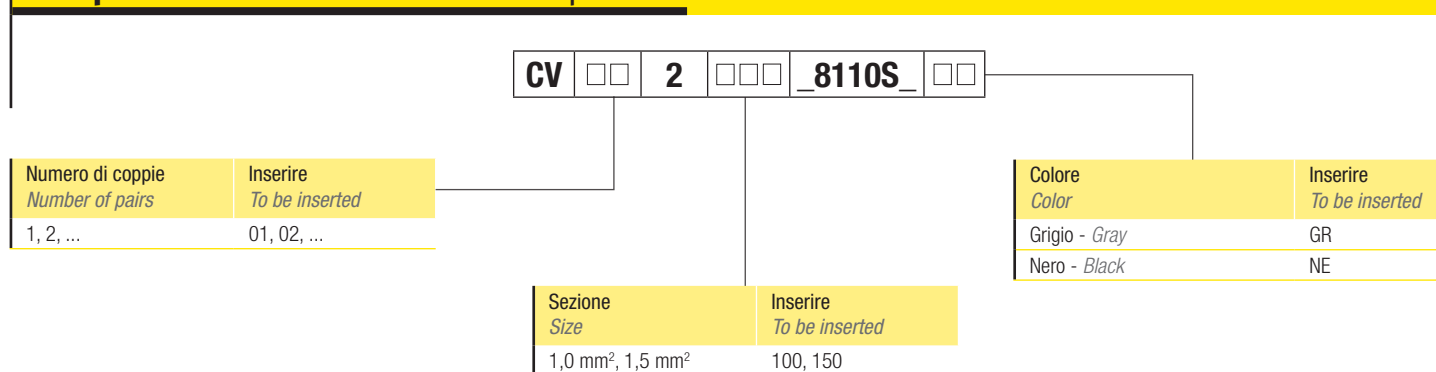 CV □□ 2 □□□ _8110S_ □□
Numero di coppie Inserire
Number of pairs To be inserted
1, 2, ... 01, 02, ...
Colore Inserire
Color To be inserted
Grigio - Gray GR
Nero - Black NE
Sezione Inserire
Size To be inserted
1,0 mm², 1,5 mm² 100, 150